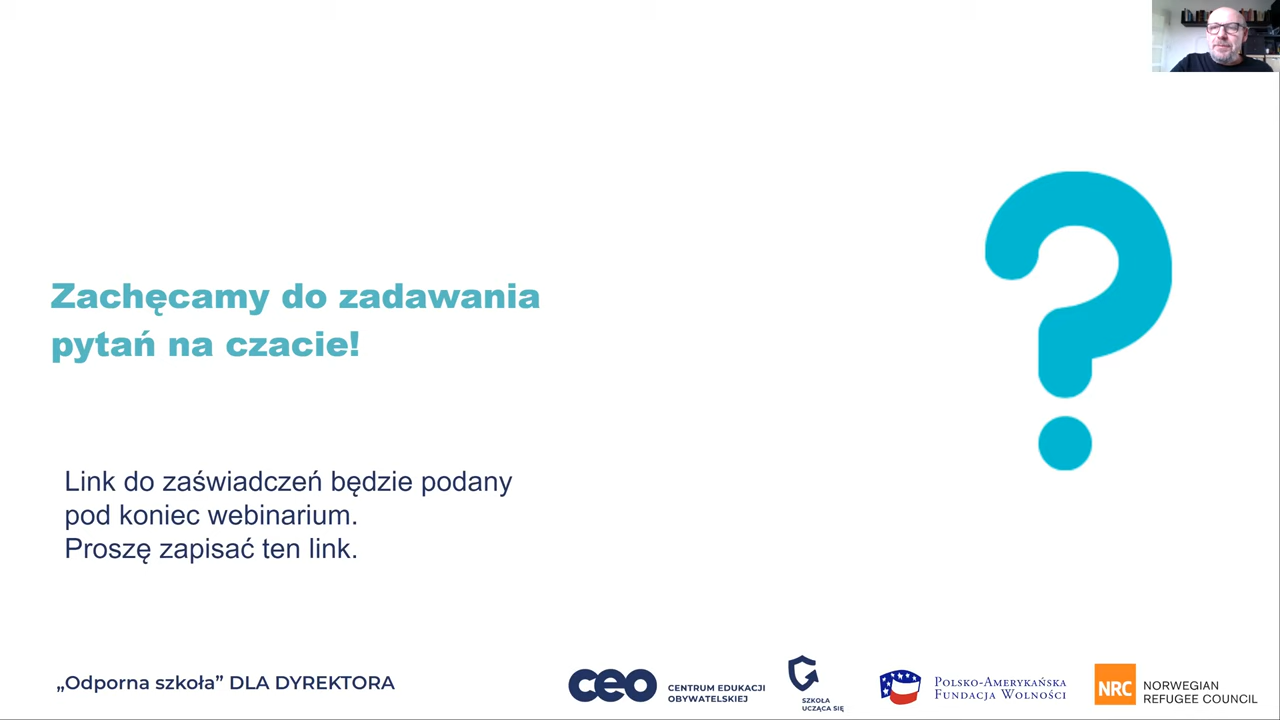 Zachęcamy do zadawania
pytań na czacie!
?
Link do zaświadczeń będzie podany
pod koniec webinarium.
Proszę zapisać ten link.
„Odporna szkoła” DLA DYREKTORA
ceo
CENTRUM EDUKACJI
OBYWATELSKIEJ
SZKOŁA
UCZĄCA SIĘ
POLSKO-AMERYKAŃSKA
FUNDACJA WOLNOŚCI
NRC
NORWEGIAN
REFUGEE COUNCIL